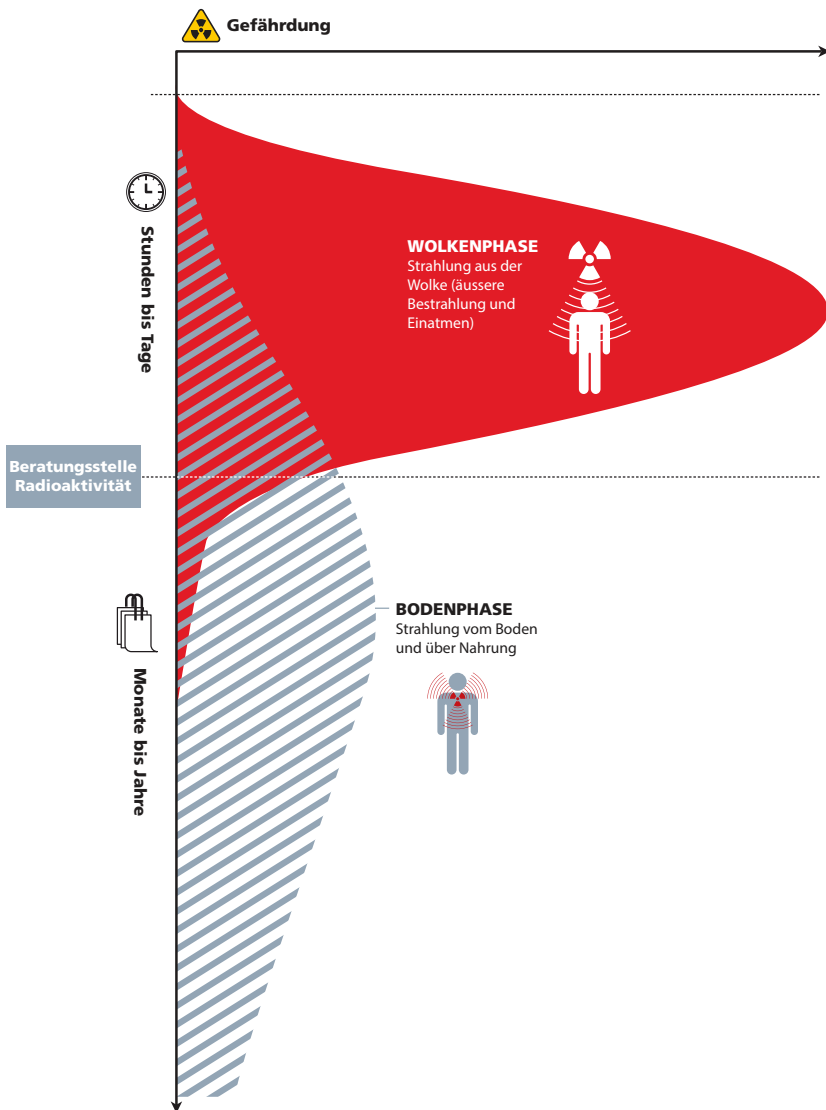 Gefährdung
Stunden bis Tage
WOLKENPHASE
Strahlung aus der
Wolke (äussere
Bestrahlung und
Einatmen)
Beratungsstelle
Radioaktivität
BODENPHASE
Strahlung vom Boden
und über Nahrung
Monate bis Jahre